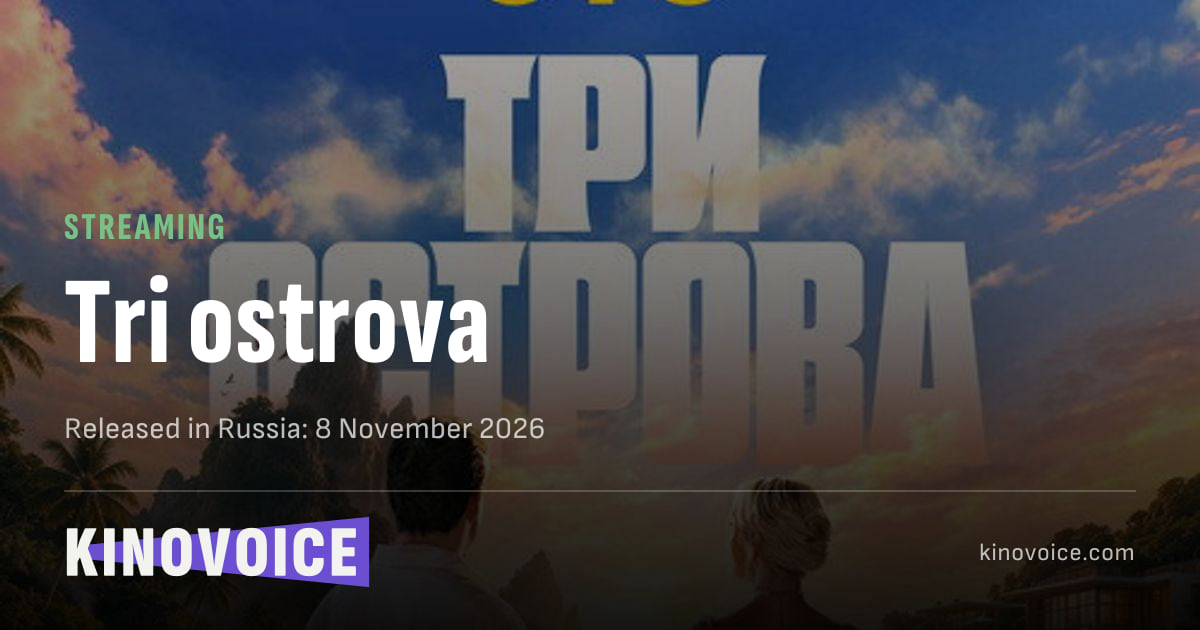 ТРИ
ОСТРОВА
STREAMING
Tri ostrova
Released in Russia: 8 November 2026
KINOVOICE
kinovoice.com